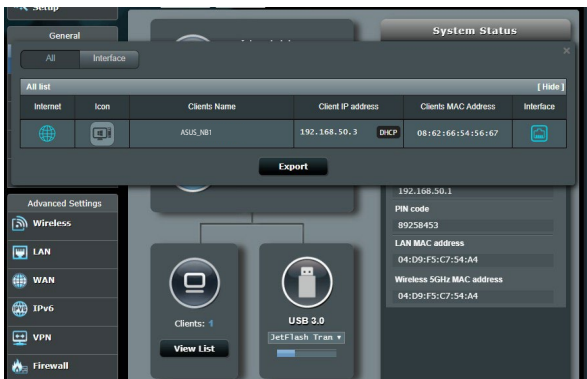 Setup
General
System Status
All
Interface
×
All list
[ Hide ]
Internet
Icon
Clients Name
Client IP address
Clients MAC Address
Interface
ASUS_NB1
192.168.50.3
DHCP
08:62:66:54:56:67
Export
192.168.50.1
Advanced Settings
PIN code
Wireless
89258453
LAN MAC address
LAN
04:D9:F5:C7:54:A4
WAN
Wireless 5GHz MAC address
04:D9:F5:C7:54:A4
IPv6
VPN
Firewall
Clients: 1
View List
USB 3.0
JetFlash Tran